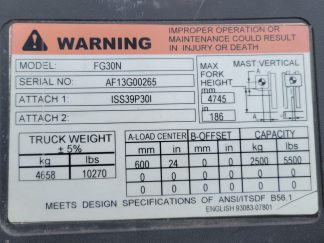 WARNING
IMPROPER OPERATION OR
MAINTENANCE COULD RESULT
IN INJURY OR DEATH
MODEL: FG30N
SERIAL NO: AF13G00265
ATTACH 1: ISS39P30I
ATTACH 2:
MAX
FORK
HEIGHT
mm
4745
in
186
MAST:VERTICAL
A
B
TRUCK WEIGHT
± 5%
kg lbs
4658 10270
A-LOAD CENTER B-OFFSET CAPACITY
mm in mm in kg lbs
600 24 0 0 2500 5500
0 0 0 0 0 0
0 0 0 0 0 0
MEETS DESIGN SPECIFICATIONS OF ANSI/ITSDF B56.1
ENGLISH 93083-07801